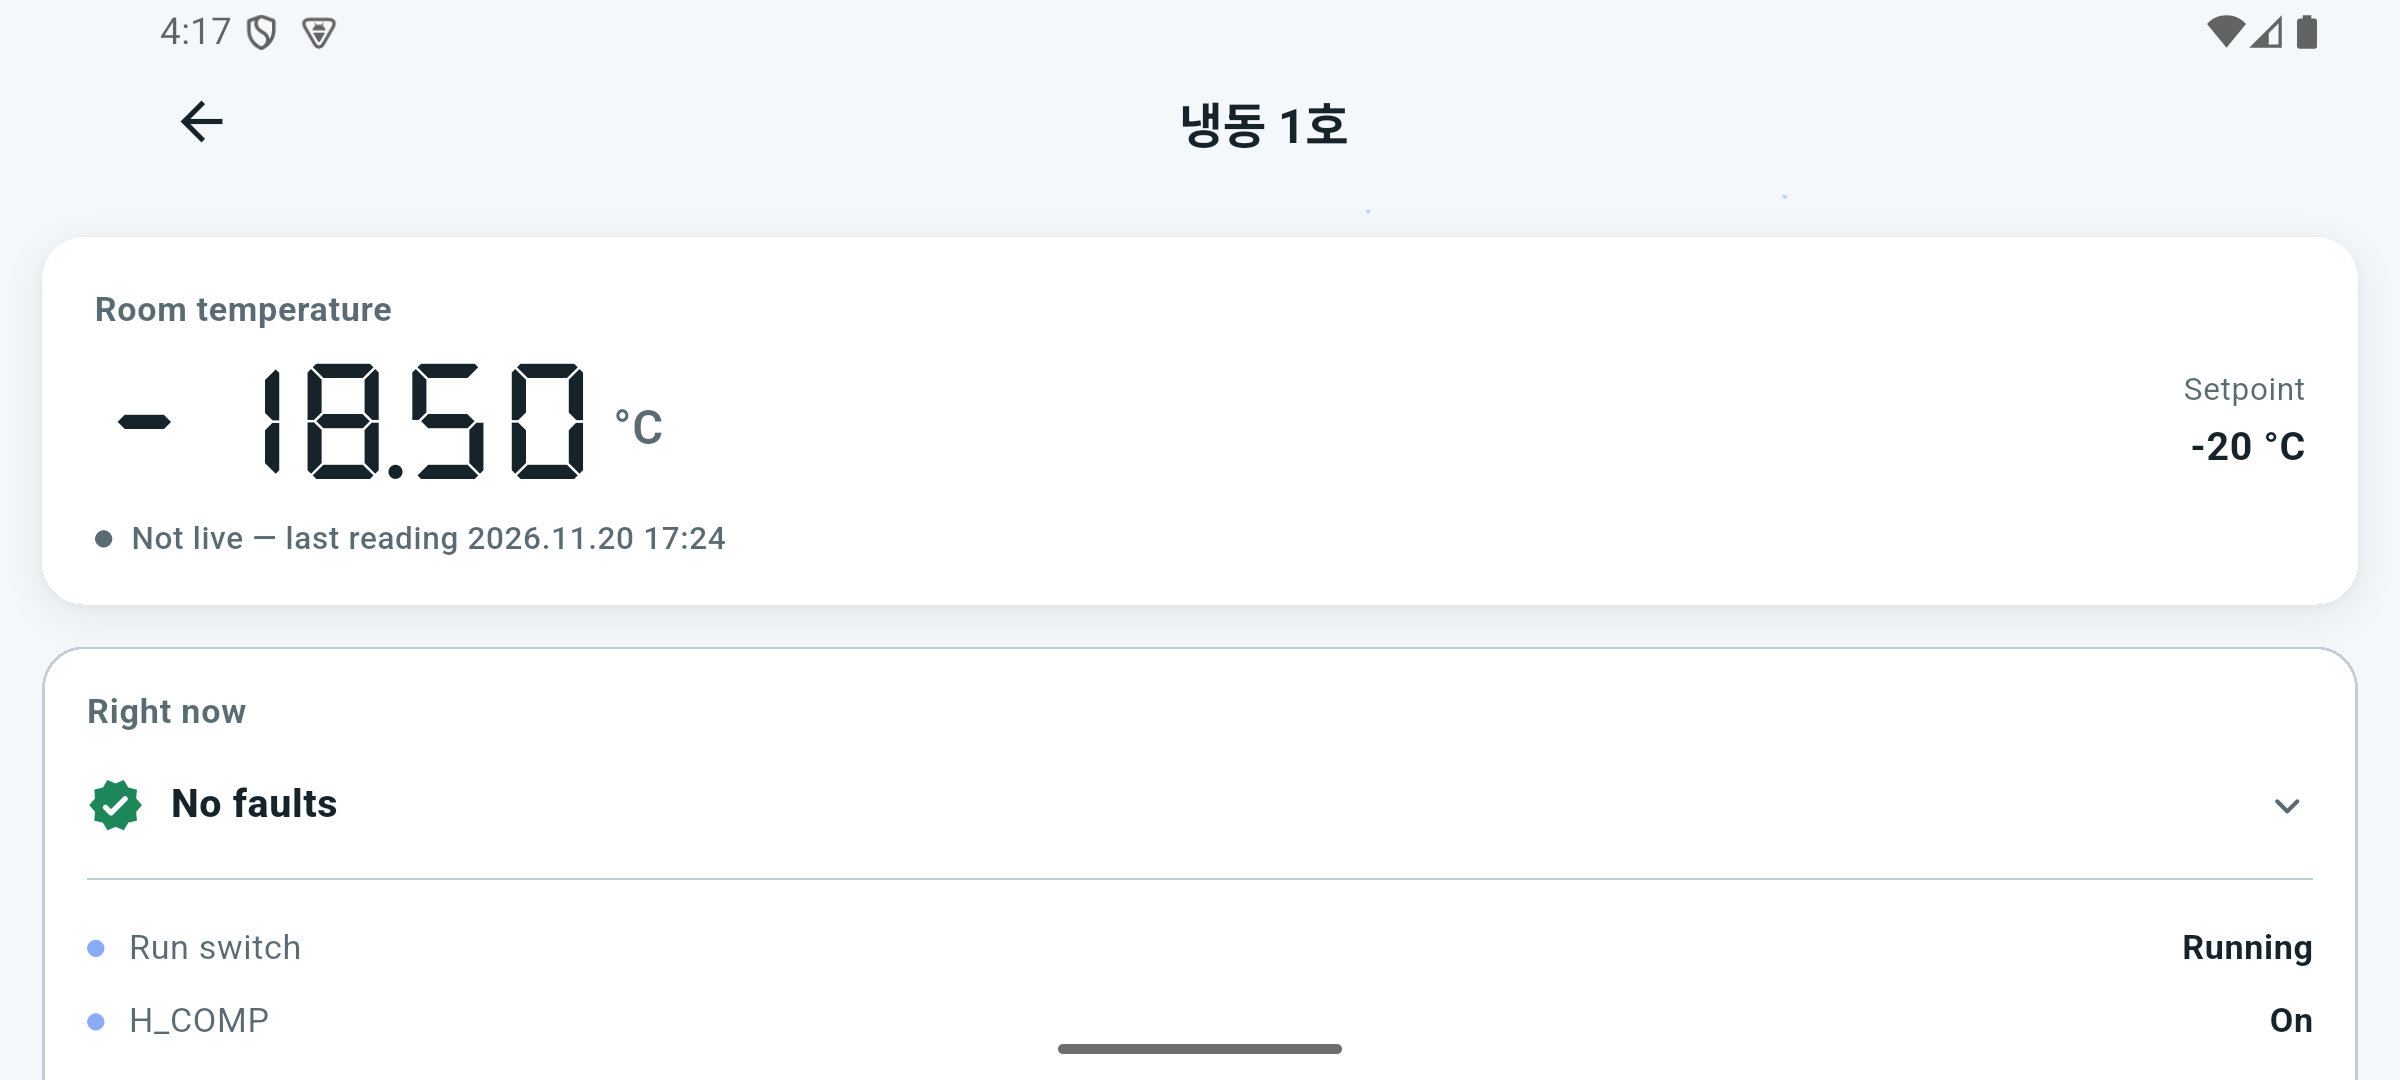 4:17
냉동 1호
Room temperature
-18.50 °C
Setpoint
-20 °C
Not live — last reading 2026.11.20 17:24
Right now
No faults
Run switch Running
H_COMP On